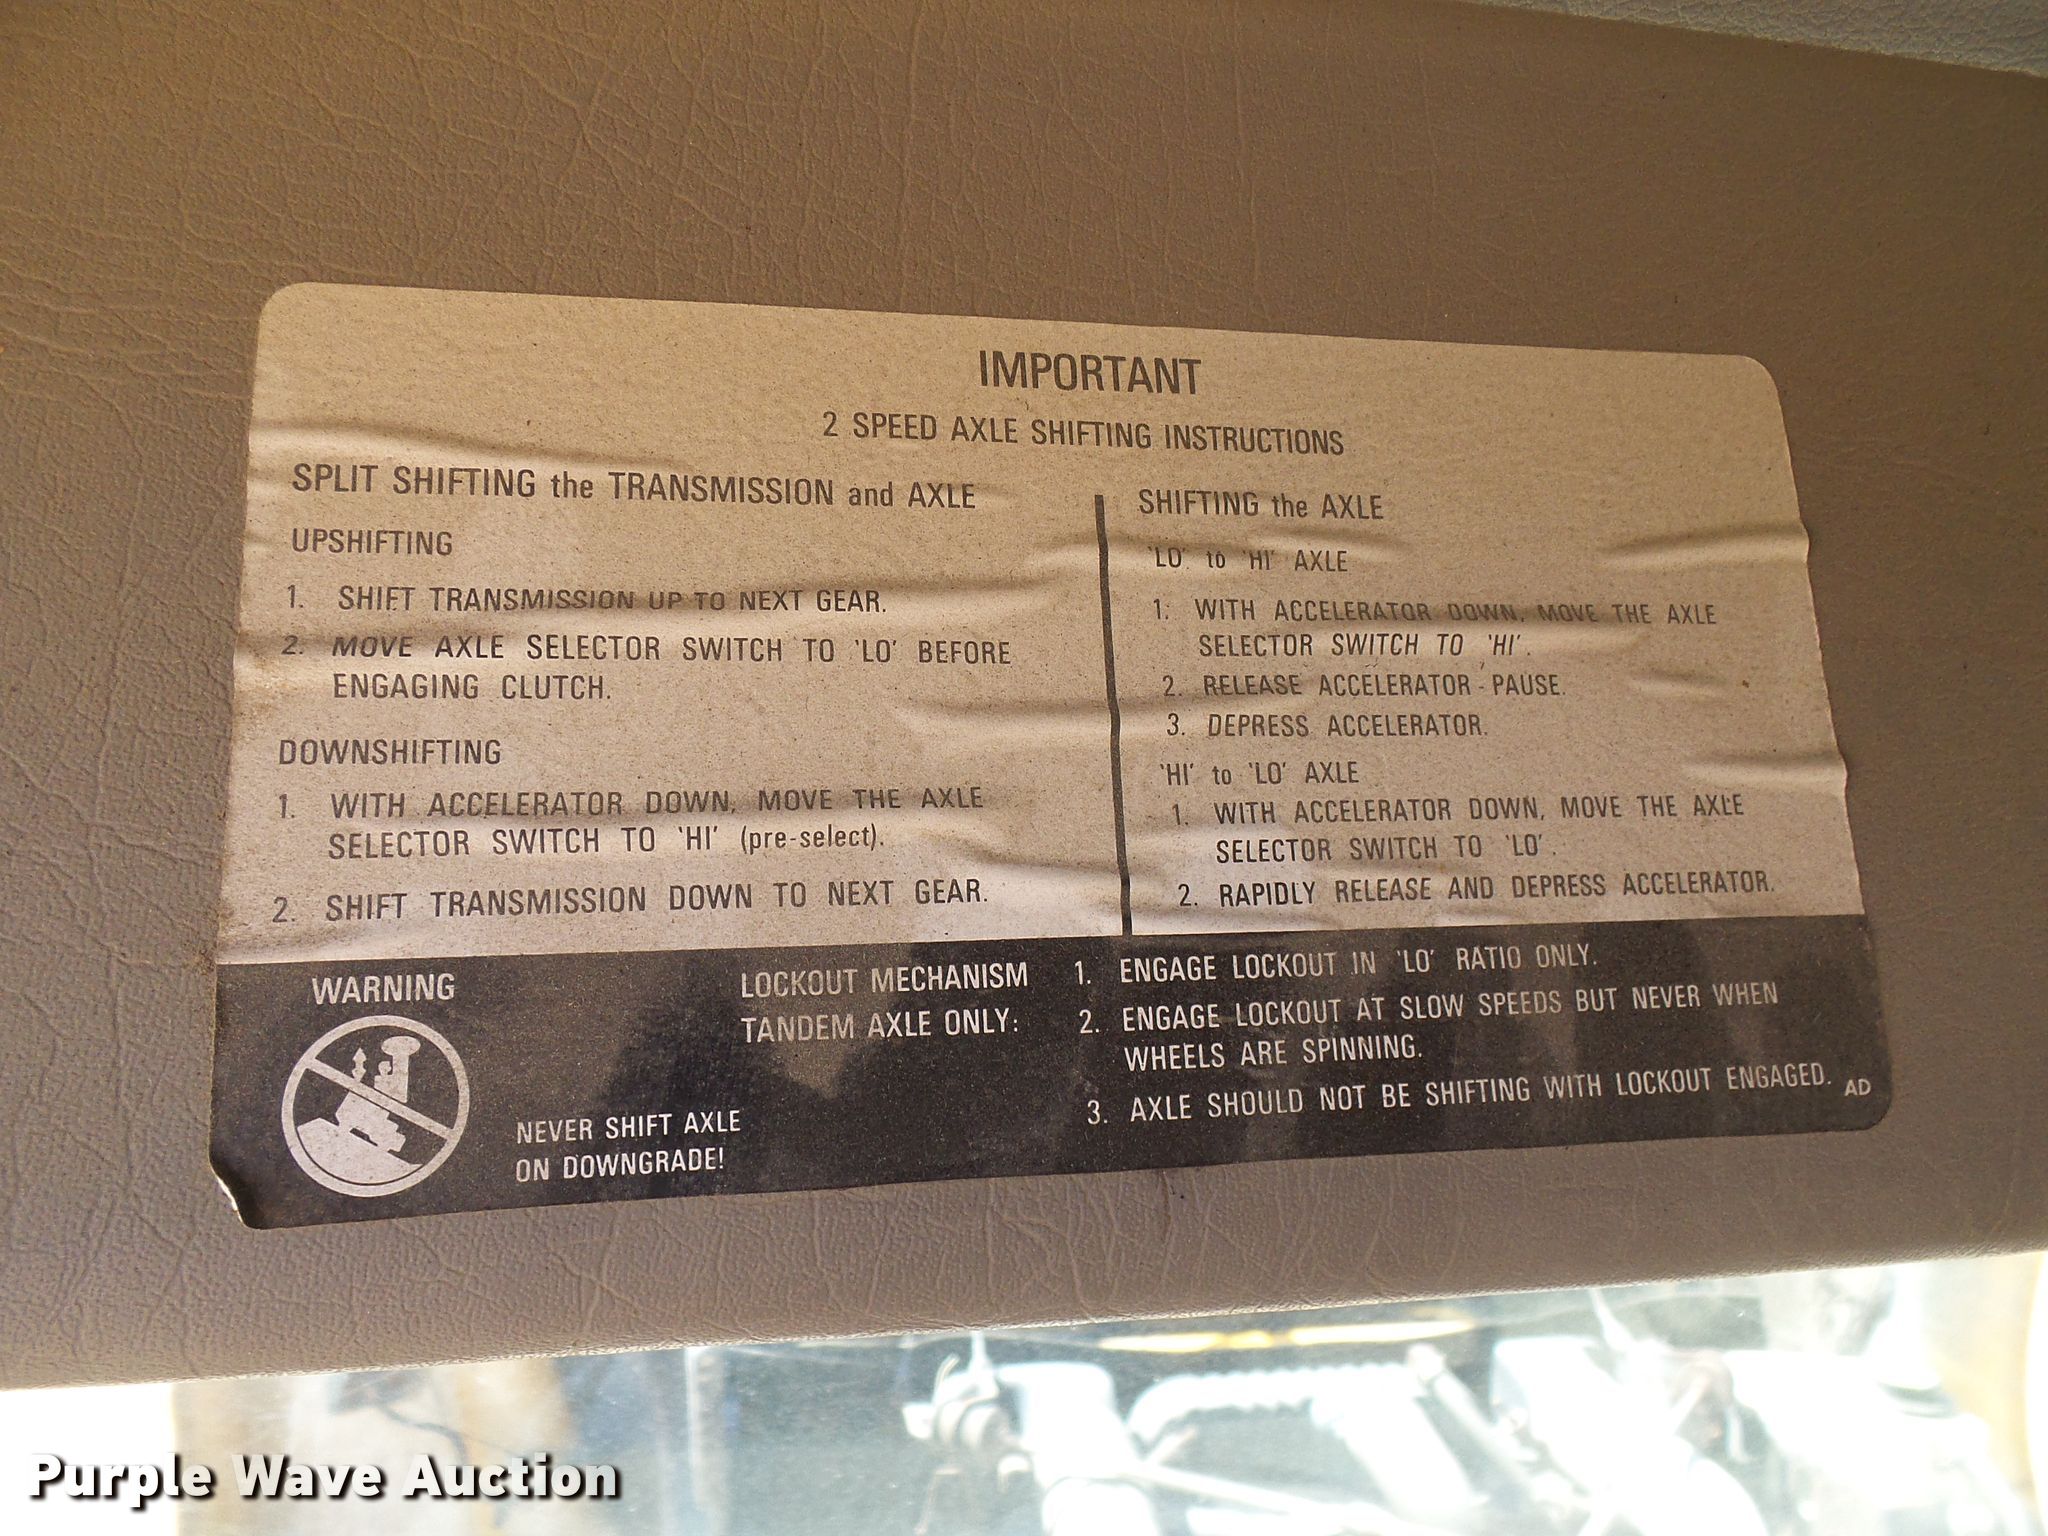 IMPORTANT
2 SPEED AXLE SHIFTING INSTRUCTIONS
SPLIT SHIFTING the TRANSMISSION and AXLE
UPSHIFTING
1. SHIFT TRANSMISSION UP TO NEXT GEAR.
2. MOVE AXLE SELECTOR SWITCH TO 'LO' BEFORE
ENGAGING CLUTCH.
DOWNSHIFTING
1. WITH ACCELERATOR DOWN, MOVE THE AXLE
SELECTOR SWITCH TO 'HI' (pre-select).
2. SHIFT TRANSMISSION DOWN TO NEXT GEAR.
SHIFTING the AXLE
'LO' to 'HI' AXLE
1. WITH ACCELERATOR DOWN, MOVE THE AXLE
SELECTOR SWITCH TO 'HI'.
2. RELEASE ACCELERATOR - PAUSE.
3. DEPRESS ACCELERATOR.
'HI' to 'LO' AXLE
1. WITH ACCELERATOR DOWN, MOVE THE AXLE
SELECTOR SWITCH TO 'LO'.
2. RAPIDLY RELEASE AND DEPRESS ACCELERATOR.
WARNING
NEVER SHIFT AXLE
ON DOWNGRADE!
LOCKOUT MECHANISM
TANDEM AXLE ONLY:
1. ENGAGE LOCKOUT IN 'LO' RATIO ONLY.
2. ENGAGE LOCKOUT AT SLOW SPEEDS BUT NEVER WHEN
WHEELS ARE SPINNING.
3. AXLE SHOULD NOT BE SHIFTING WITH LOCKOUT ENGAGED.
AD
Purple Wave Auction